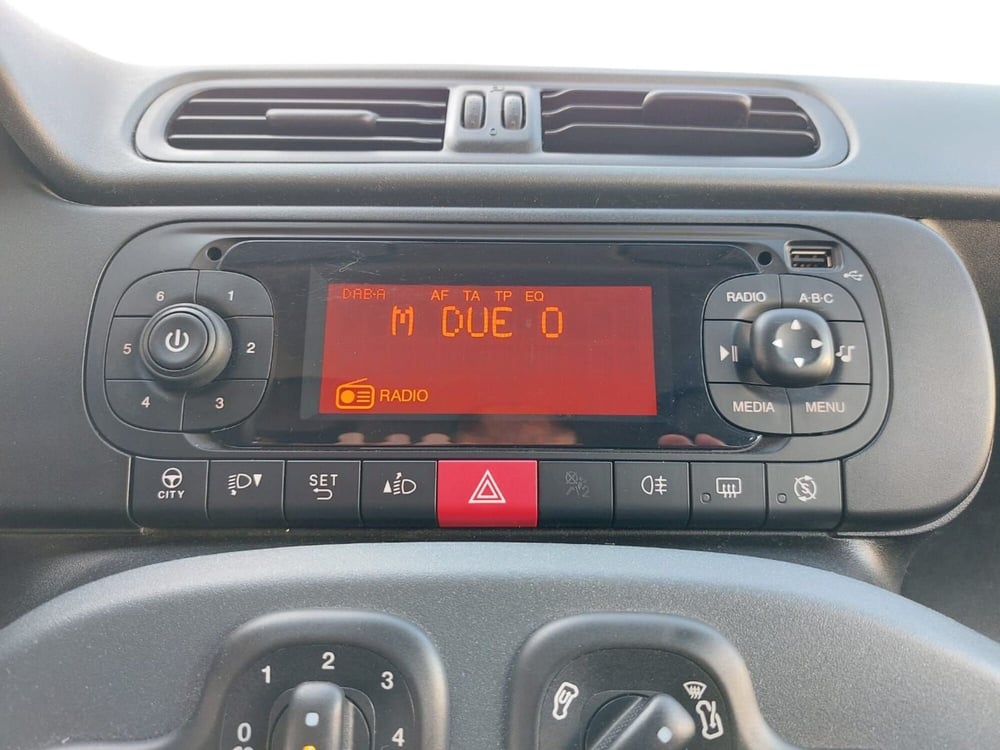 DAB•A AF TA TP EQ
M DUE O
RADIO
6 1
5 2
4 3
RADIO A•B•C
MEDIA MENU
CITY
SET
2
1 3
0 4